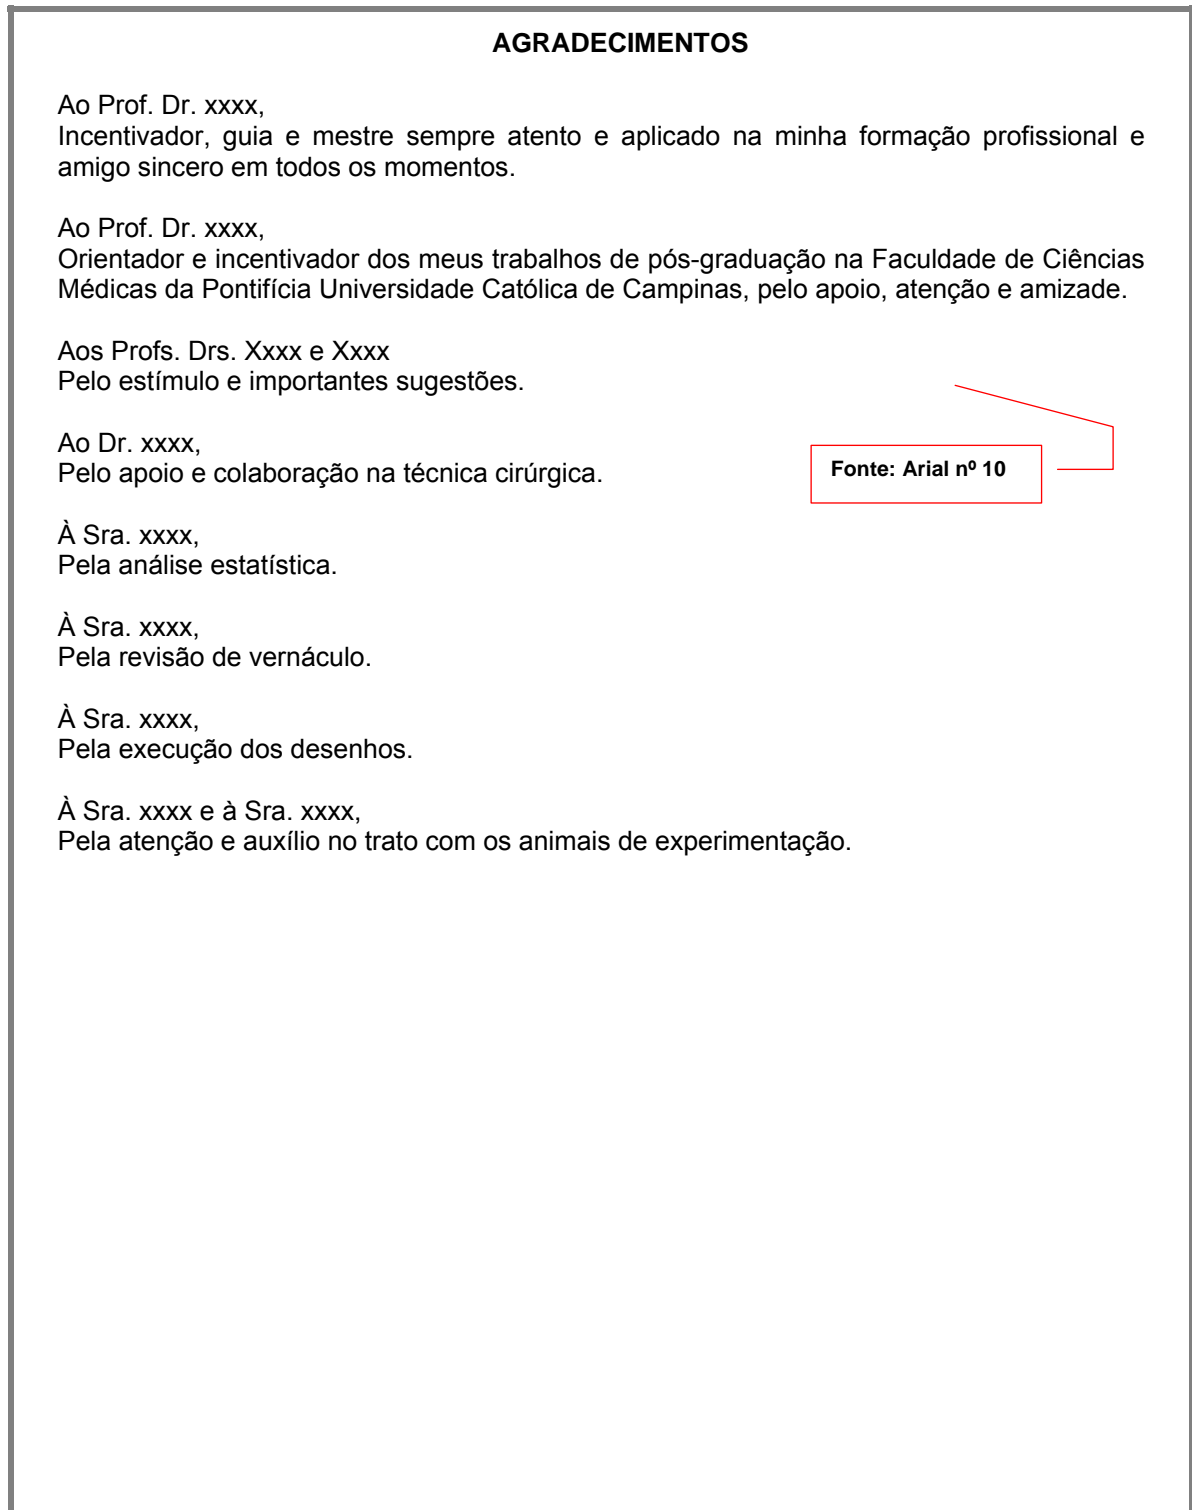 AGRADECIMENTOS
Ao Prof. Dr. xxxx,
Incentivador, guia e mestre sempre atento e aplicado na minha formação profissional e
amigo sincero em todos os momentos.
Ao Prof. Dr. xxxx,
Orientador e incentivador dos meus trabalhos de pós-graduação na Faculdade de Ciências
Médicas da Pontifícia Universidade Católica de Campinas, pelo apoio, atenção e amizade.
Aos Profs. Drs. Xxxx e Xxxx
Pelo estímulo e importantes sugestões.
Ao Dr. xxxx,
Pelo apoio e colaboração na técnica cirúrgica.
Fonte: Arial nº 10
À Sra. xxxx,
Pela análise estatística.
À Sra. xxxx,
Pela revisão de vernáculo.
À Sra. xxxx,
Pela execução dos desenhos.
À Sra. xxxx e à Sra. xxxx,
Pela atenção e auxílio no trato com os animais de experimentação.